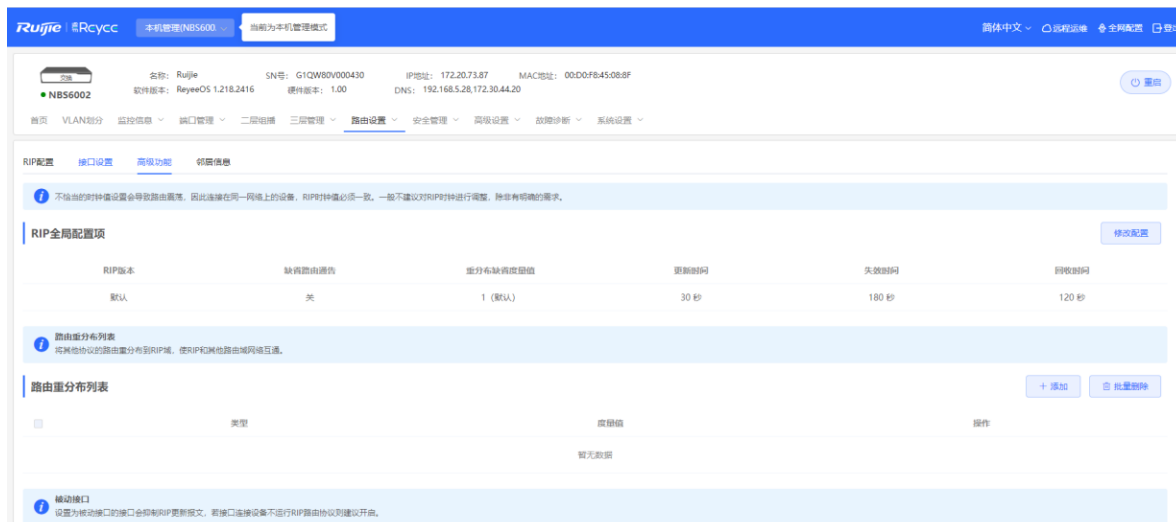 Ruijie | 睿Rcycc 本机管理(NBS600. 当前为本机管理模式 简体中文 远程运维 全网配置 登
交换
NBS6002
名称: Ruijie SN号: G1QW80V000430 IP地址: 172.20.73.87 MAC地址: 00:D0:F8:45:08:8F
软件版本: ReyeeOS 1.218.2416 硬件版本: 1.00 DNS: 192.168.5.28,172.30.44.20
重启
首页 VLAN划分 监控信息 端口管理 二层组播 三层管理 路由设置 安全管理 高级设置 故障诊断 系统设置
RIP配置 接口设置 高级功能 邻居信息
不恰当的时钟值设置会导致路由震荡，因此连接在同一网络上的设备，RIP时钟值必须一致。一般不建议对RIP时钟进行调整，除非有明确的需求。
RIP全局配置项 修改配置
RIP版本 缺省路由通告 重分布缺省度量值 更新时间 失效时间 回收时间
默认 关 1 (默认) 30 秒 180 秒 120 秒
路由重分布列表
将其他协议的路由重分布到RIP域，使RIP和其他路由域网络互通。
路由重分布列表 + 添加 批量删除
类型 度量值 操作
暂无数据
被动接口
设置为被动接口的接口会抑制RIP更新报文，若接口连接设备不运行RIP路由协议则建议开启。